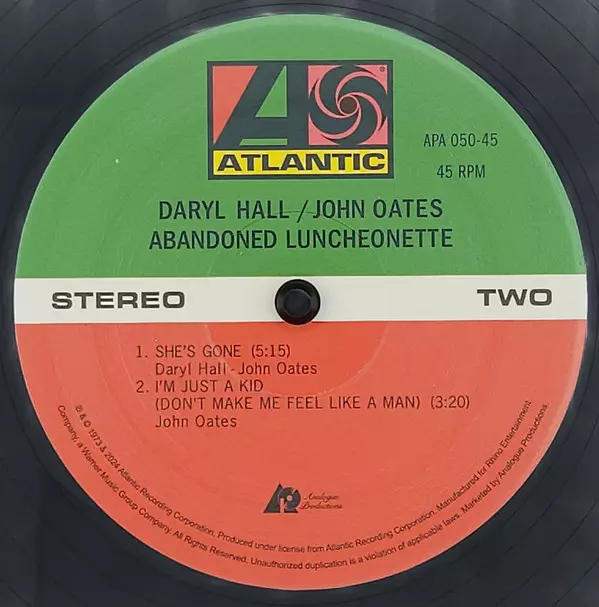 ATLANTIC
APA 050-45
45 RPM
DARYL HALL / JOHN OATES
ABANDONED LUNCHEONETTE
STEREO
TWO
1. SHE'S GONE (5:15)
Daryl Hall - John Oates
2. I'M JUST A KID
(DON'T MAKE ME FEEL LIKE A MAN) (3:20)
John Oates
Analogue
Productions
℗ & © 1973 & 2024 Atlantic Recording Corporation. Produced under license from Atlantic Recording Corporation. Manufactured for Rhino Entertainment
Company, a Warner Music Group Company. All Rights Reserved. Unauthorized duplication is a violation of applicable laws. Marketed by Analogue Productions.